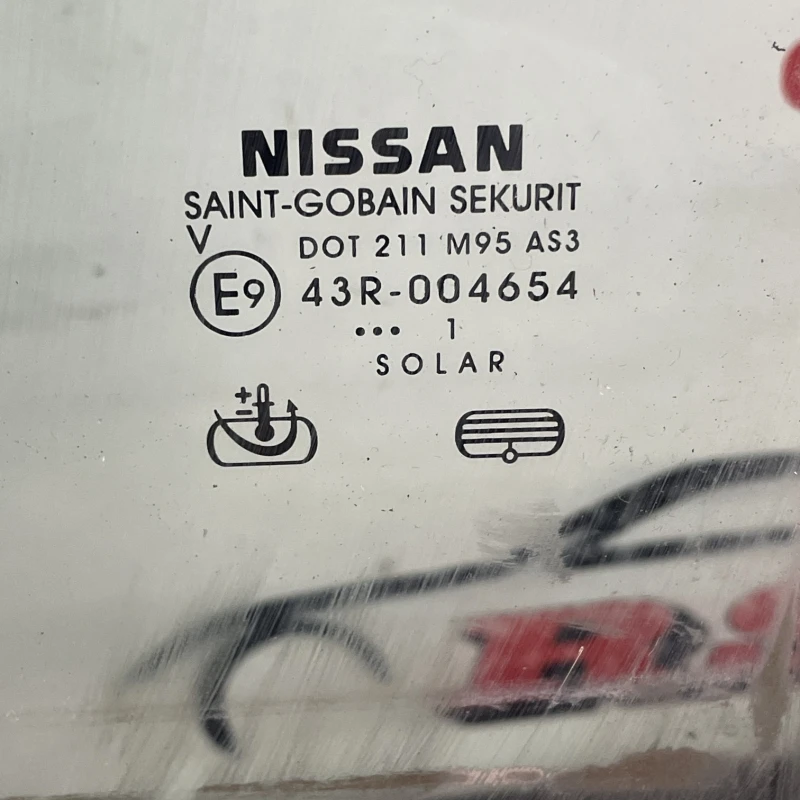 NISSAN
SAINT-GOBAIN SEKURIT
V DOT 211 M95 AS3
E9 43R-004654
••• 1
SOLAR